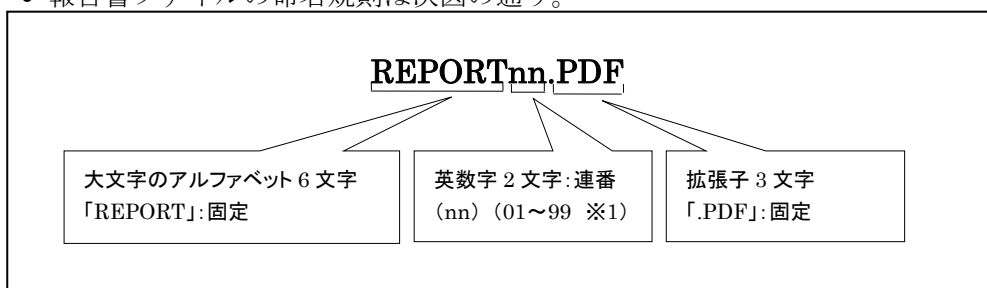 • 報告書ファイルの命名規則は次図の通り。
REPORTnn.PDF
大文字のアルファベット 6 文字
「REPORT」:固定
英数字 2 文字:連番
(nn) (01～99 ※1)
拡張子 3 文字
「.PDF」:固定